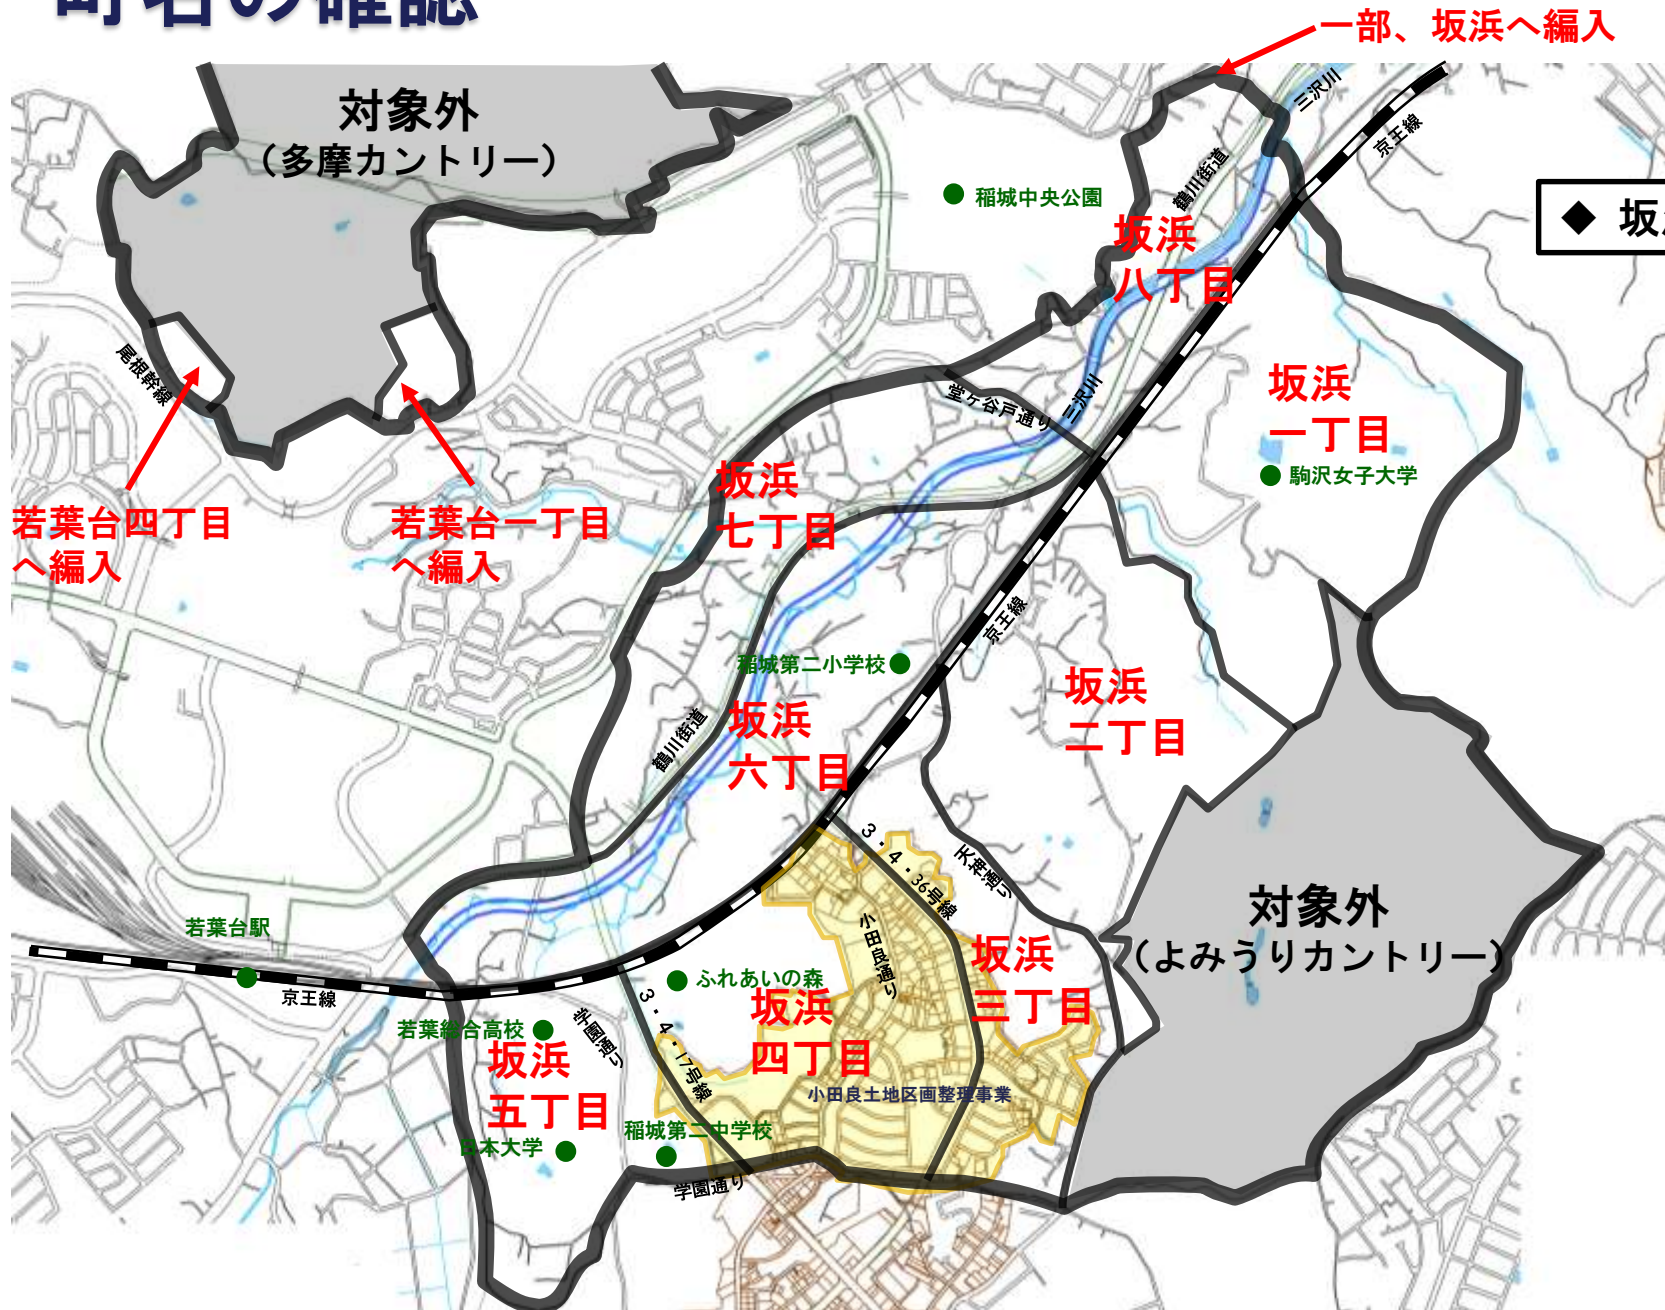 町名の確認
一部、坂浜へ編入
対象外
（多摩カントリー）
三沢川
京王線
鶴川街道
稲城中央公園
◆ 坂
坂浜
八丁目
尾根幹線
堂ヶ谷戸通り
三沢川
坂浜
一丁目
駒沢女子大学
坂浜
七丁目
若葉台四丁目
へ編入
若葉台一丁目
へ編入
京王線
稲城第二小学校
坂浜
二丁目
鶴川街道
坂浜
六丁目
3・4・36号線
天神通り
対象外
（よみうりカントリー）
小田良通り
若葉台駅
京王線
ふれあいの森
坂浜
三丁目
坂浜
四丁目
3・4・17号線
学園通り
若葉総合高校
坂浜
五丁目
小田良土地区画整理事業
稲城第二中学校
日本大学
学園通り